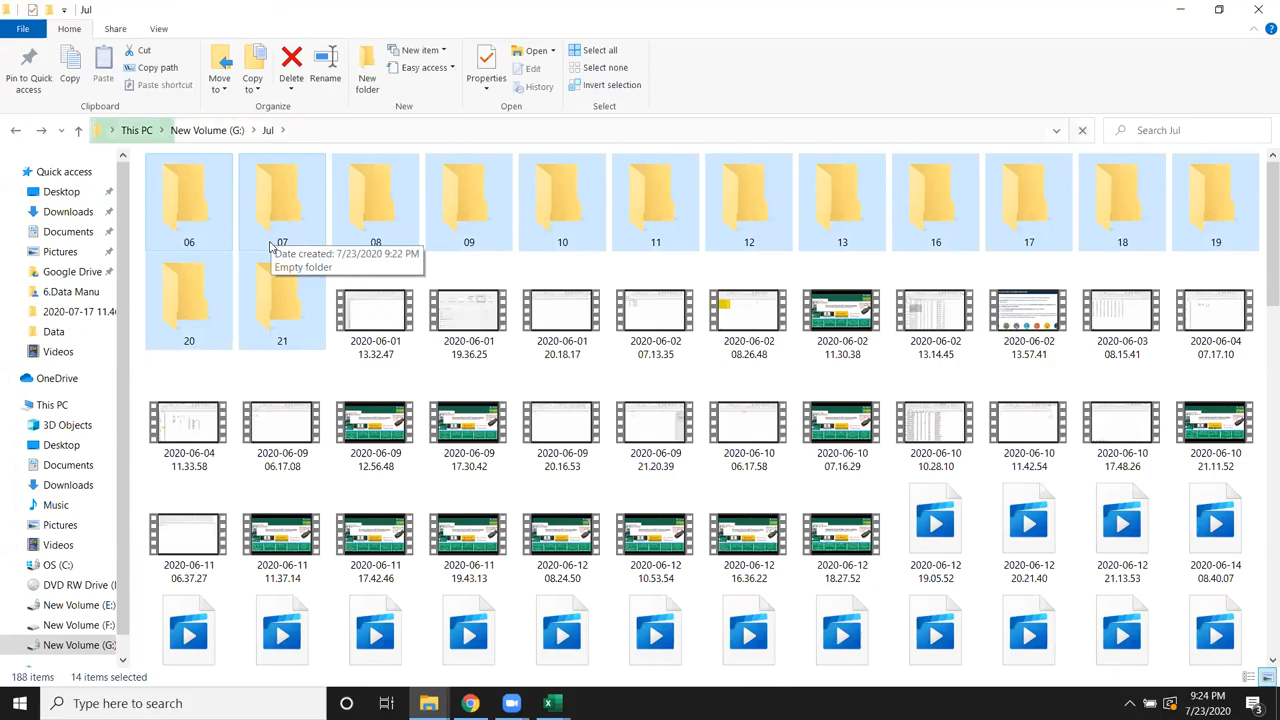 Jul
File
Home
Share
View
Pin to Quick access
Copy
Paste
Cut
Copy path
Paste shortcut
Clipboard
Move to
Copy to
Delete
Rename
Organize
New folder
New item
Easy access
New
Properties
Open
Edit
History
Open
Select all
Select none
Invert selection
Select
This PC
New Volume (G:)
Jul
Search Jul
Quick access
Desktop
Downloads
Documents
Pictures
Google Drive
6.Data Manu
2020-07-17 11.4
Data
Videos
OneDrive
This PC
3D Objects
Desktop
Documents
Downloads
Music
Pictures
Videos
OS (C:)
DVD RW Drive (
New Volume (E:)
New Volume (F:)
New Volume (G:
06 07 08 09 10 11 12 13 16 17 18 19
Date created: 7/23/2020 9:22 PM
Empty folder
20 21
2020-06-01 13.32.47
2020-06-01 19.36.25
2020-06-01 20.18.17
2020-06-02 07.13.35
2020-06-02 08.26.48
2020-06-02 11.30.38
2020-06-02 13.14.45
2020-06-02 13.57.41
2020-06-03 08.15.41
2020-06-04 07.17.10
2020-06-04 11.33.58
2020-06-09 06.17.08
2020-06-09 12.56.48
2020-06-09 17.30.42
2020-06-09 20.16.53
2020-06-09 21.20.39
2020-06-10 06.17.58
2020-06-10 07.16.29
2020-06-10 10.28.10
2020-06-10 11.42.54
2020-06-10 17.48.26
2020-06-10 21.11.52
2020-06-11 06.37.27
2020-06-11 11.37.14
2020-06-11 17.42.46
2020-06-11 19.43.13
2020-06-12 08.24.50
2020-06-12 10.53.54
2020-06-12 16.36.22
2020-06-12 18.27.52
2020-06-12 19.05.52
2020-06-12 20.21.40
2020-06-12 21.13.53
2020-06-14 08.40.07
188 items
14 items selected
Type here to search
9:24 PM
7/23/2020
3